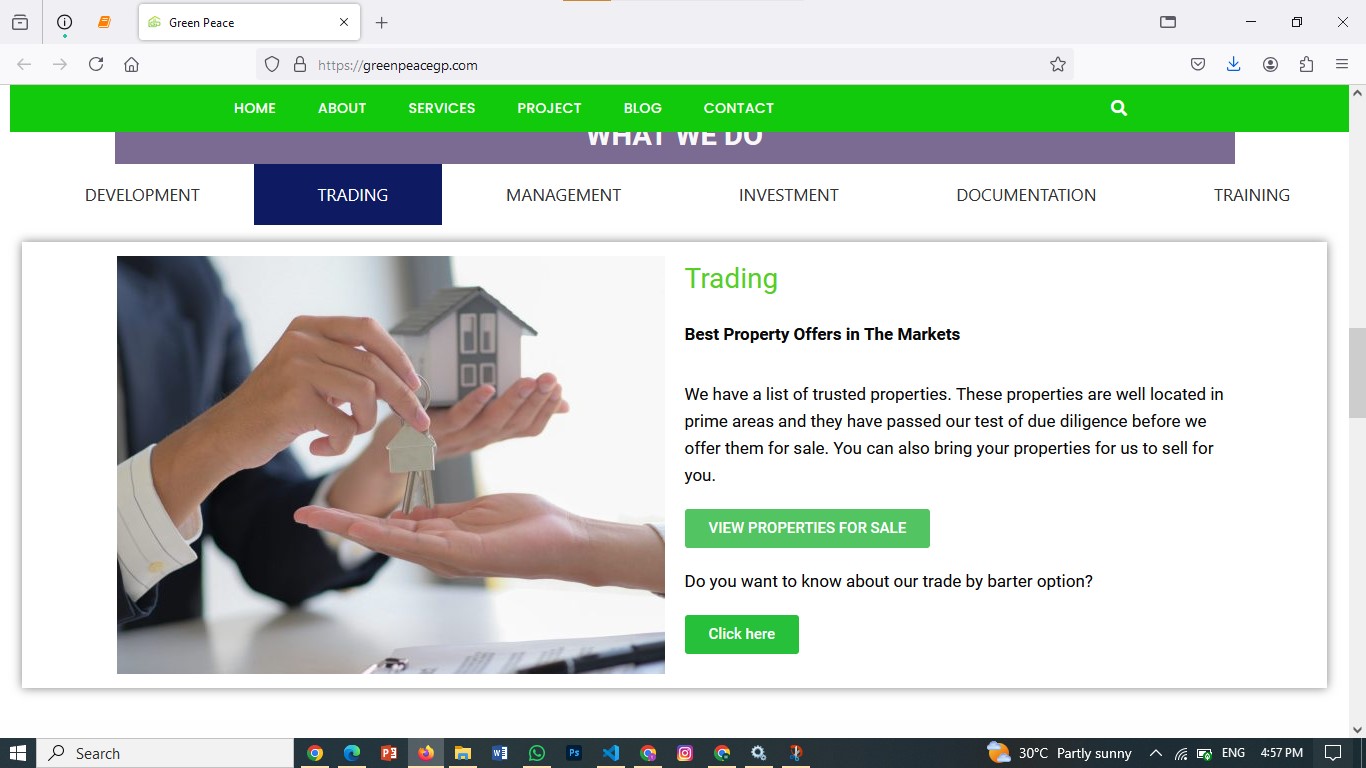 Green Peace
https://greenpeacegp.com
HOME ABOUT SERVICES PROJECT BLOG CONTACT
WHAT WE DO
DEVELOPMENT TRADING MANAGEMENT INVESTMENT DOCUMENTATION TRAINING
Trading
Best Property Offers in The Markets
We have a list of trusted properties. These properties are well located in
prime areas and they have passed our test of due diligence before we
offer them for sale. You can also bring your properties for us to sell for
you.
VIEW PROPERTIES FOR SALE
Do you want to know about our trade by barter option?
Click here
Search
30°C Partly sunny
ENG
4:57 PM